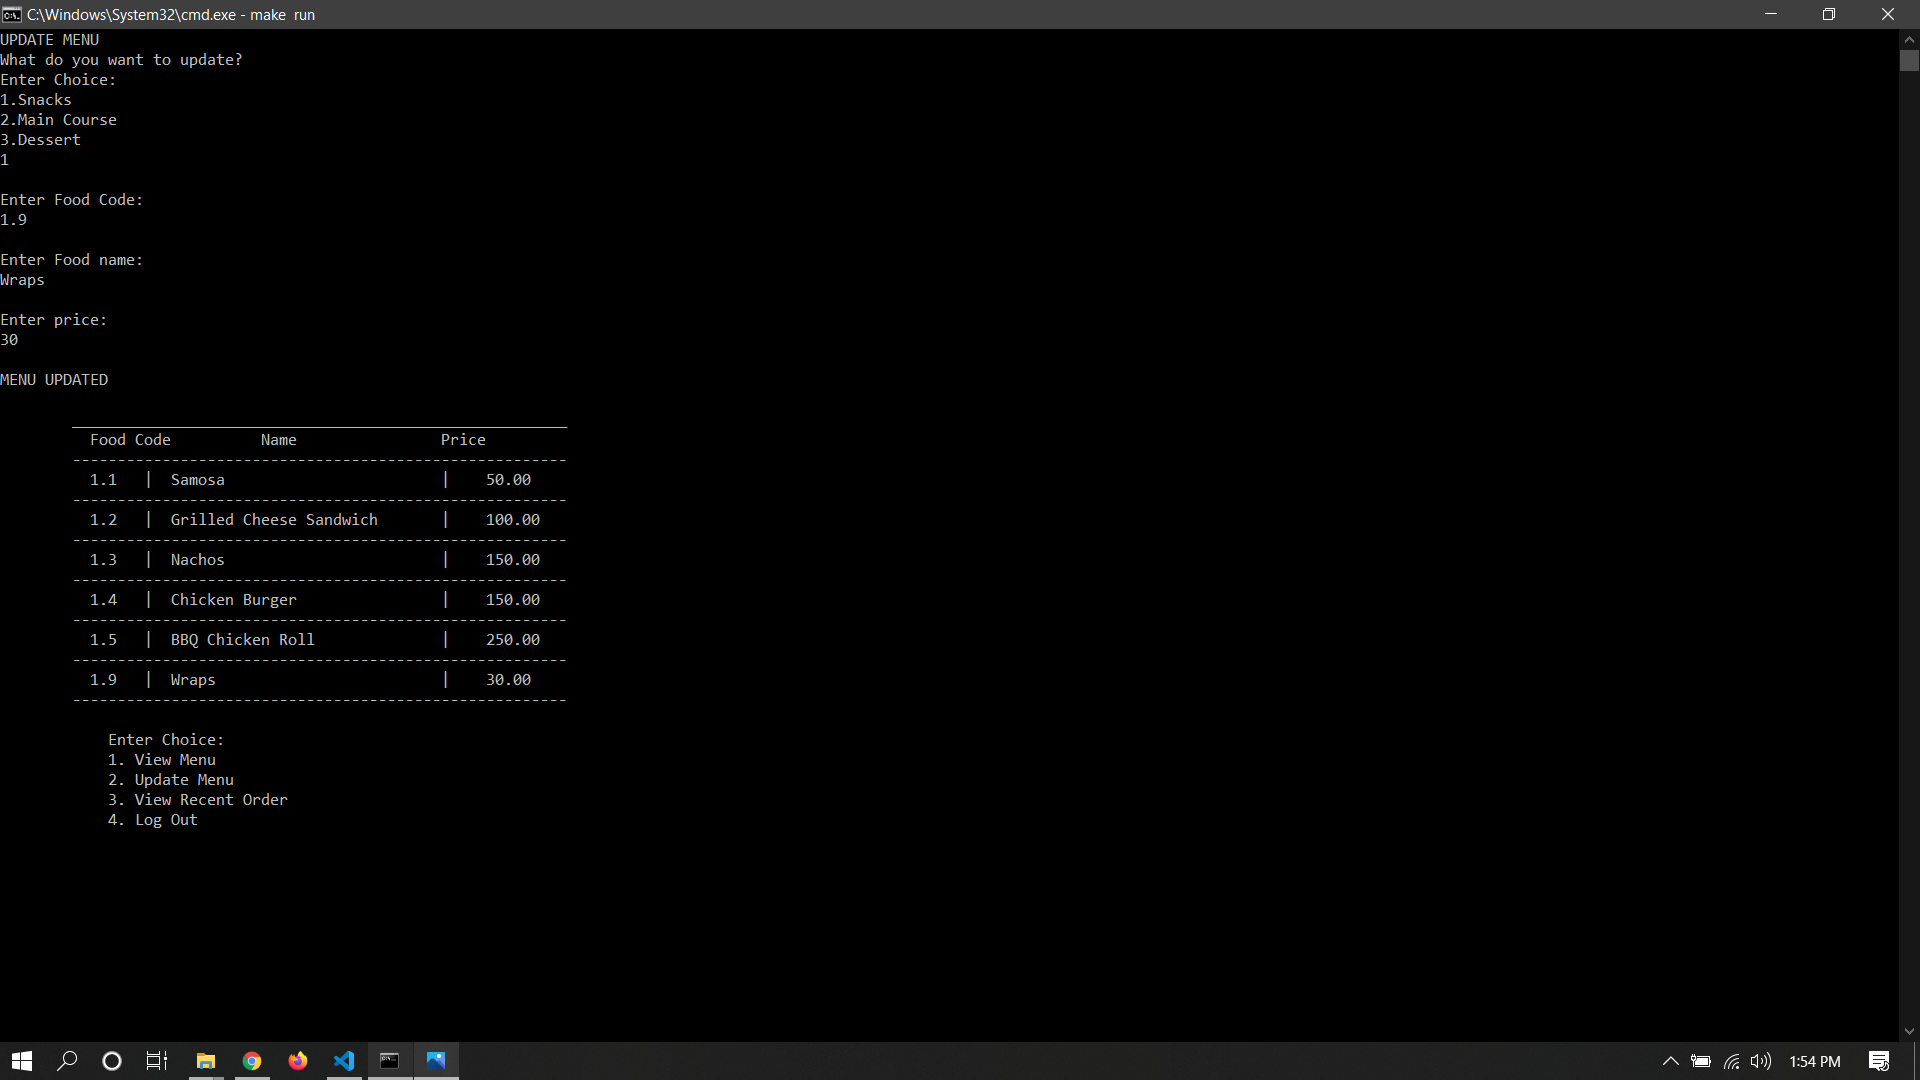 C:\Windows\System32\cmd.exe - make  run
UPDATE MENU
What do you want to update?
Enter Choice:
1.Snacks
2.Main Course
3.Dessert
1
Enter Food Code:
1.9
Enter Food name:
Wraps
Enter price:
30
MENU UPDATED
Food Code          Name                Price
-------------------------------------------------------
1.1   |  Samosa                        |    50.00
-------------------------------------------------------
1.2   |  Grilled Cheese Sandwich       |    100.00
-------------------------------------------------------
1.3   |  Nachos                        |    150.00
-------------------------------------------------------
1.4   |  Chicken Burger                |    150.00
-------------------------------------------------------
1.5   |  BBQ Chicken Roll              |    250.00
-------------------------------------------------------
1.9   |  Wraps                         |    30.00
-------------------------------------------------------
Enter Choice:
1. View Menu
2. Update Menu
3. View Recent Order
4. Log Out
1:54 PM